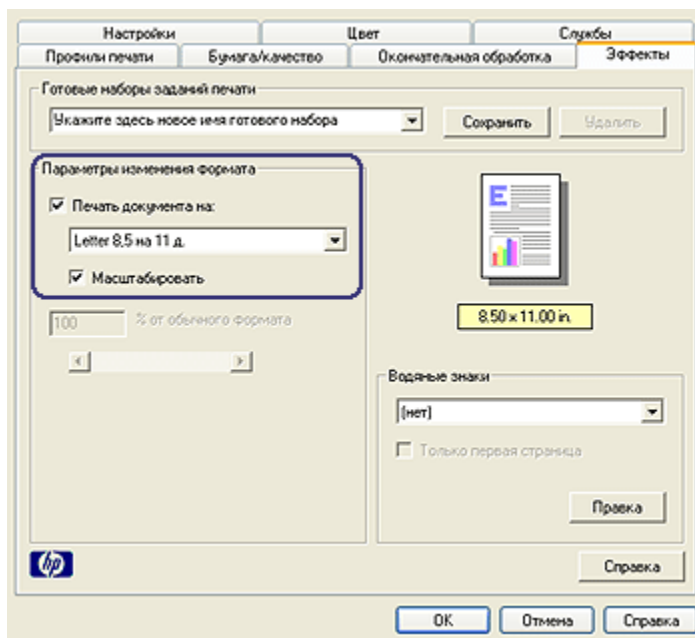 Настройки
Цвет
Службы
Профили печати
Бумага/качество
Окончательная обработка
Эффекты
Готовые наборы заданий печати
Укажите здесь новое имя готового набора
Сохранить
Удалить
Параметры изменения формата
Печать документа на:
Letter 8,5 на 11 д.
Масштабировать
100
% от обычного формата
E
8.50 x 11.00 in.
Водяные знаки
(нет)
Только первая страница
Правка
hp
Справка
OK
Отмена
Справка